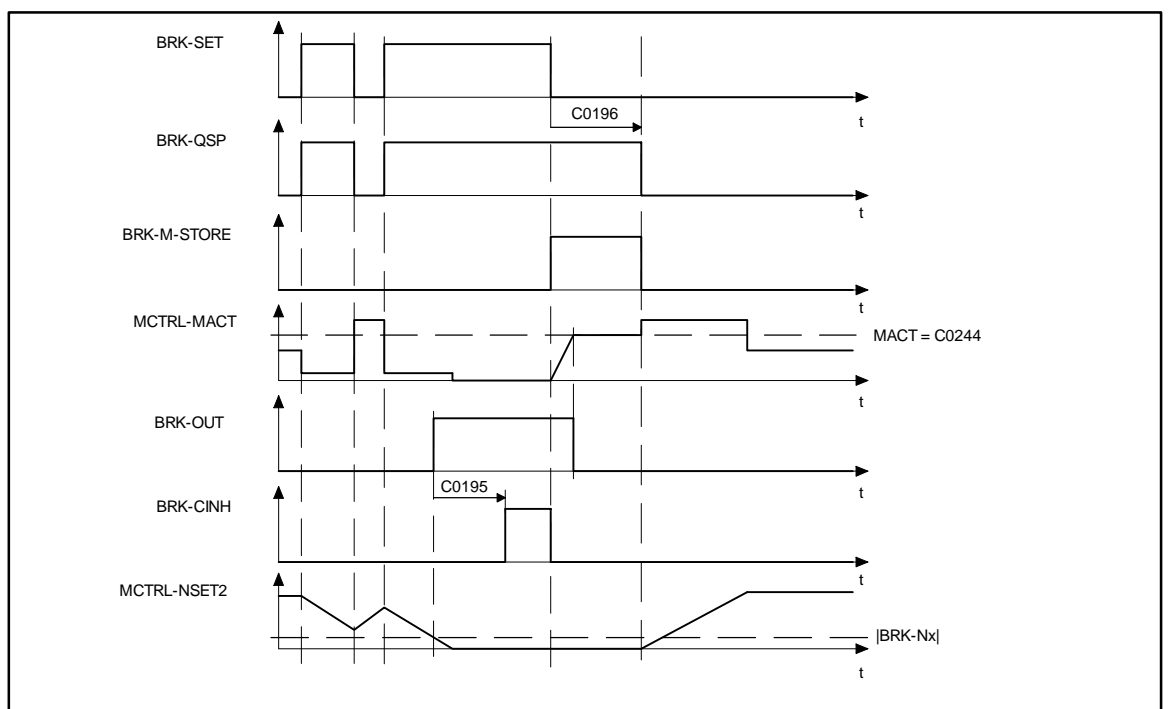 BRK-SET
t
C0196
BRK-QSP
t
BRK-M-STORE
t
MCTRL-MACT
MACT = C0244
t
BRK-OUT
t
C0195
BRK-CINH
t
MCTRL-NSET2
|BRK-Nx|
t